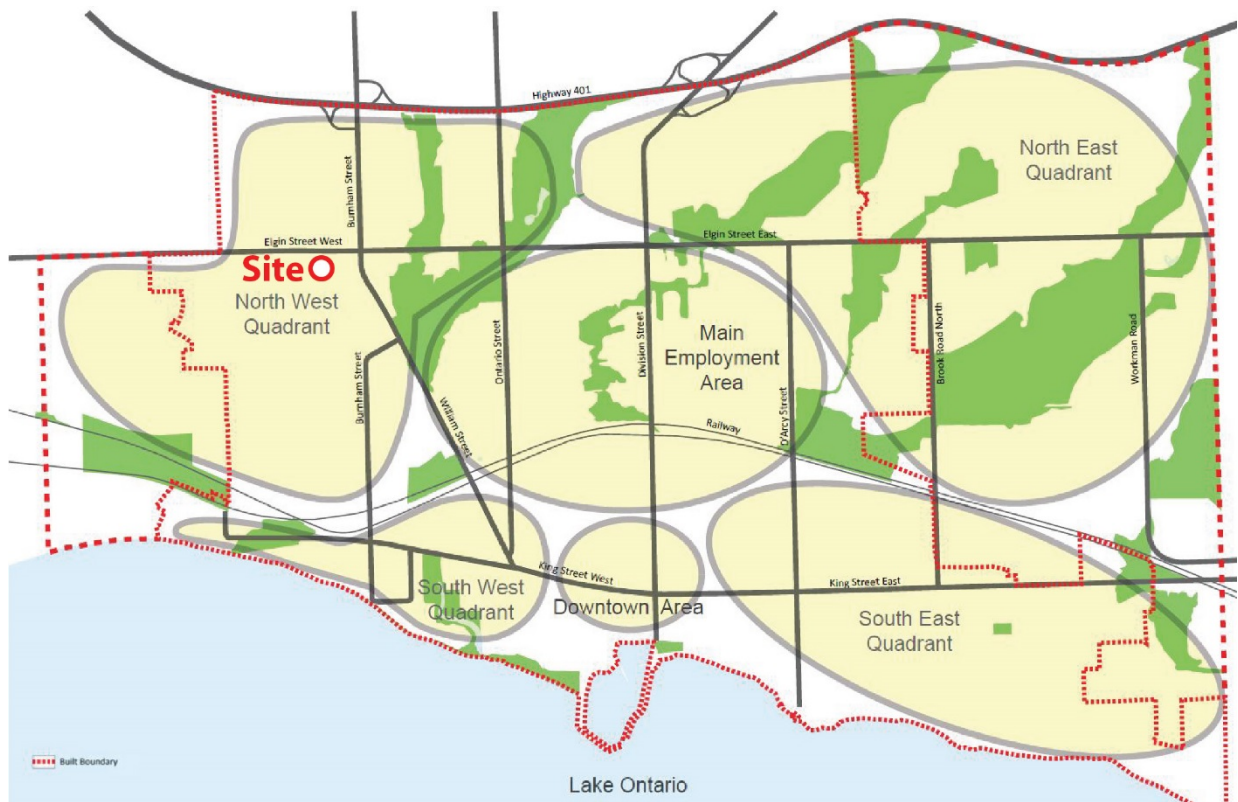 Highway 401
North East
Quadrant
Burnham Street
Elgin Street West
Elgin Street East
Site
North West
Quadrant
Main
Employment
Area
Ontario Street
Division Street
D'Arcy Street
Brook Road North
Workman Road
Burnham Street
William Street
Railway
King Street West
South West
Quadrant
Downtown Area
King Street East
South East
Quadrant
Built Boundary
Lake Ontario